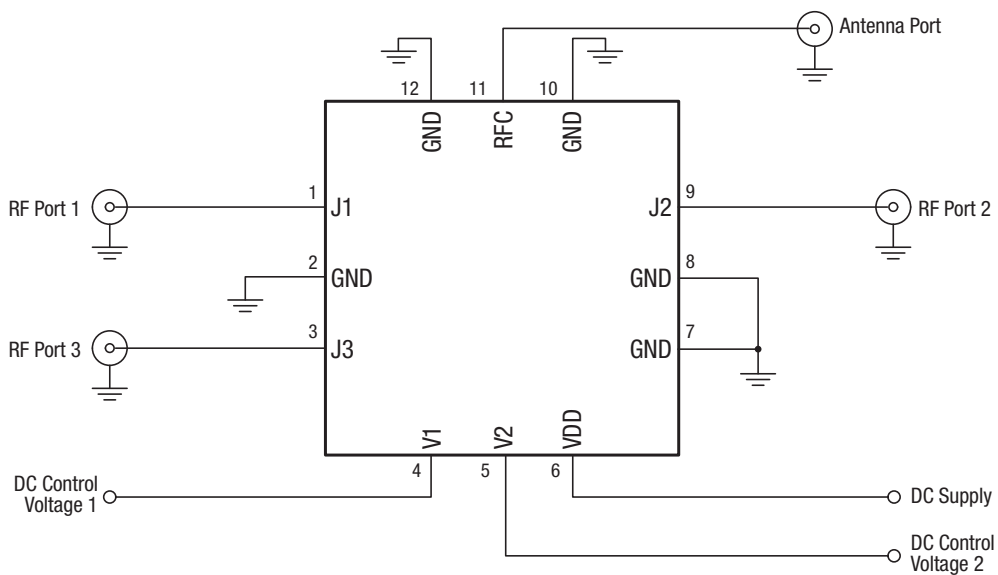 Antenna Port
12
11
10
GND
RFC
GND
RF Port 1
1
J1
J2
9
RF Port 2
2
GND
GND
8
RF Port 3
3
J3
GND
7
V1
V2
VDD
4
5
6
DC Control
Voltage 1
DC Supply
DC Control
Voltage 2